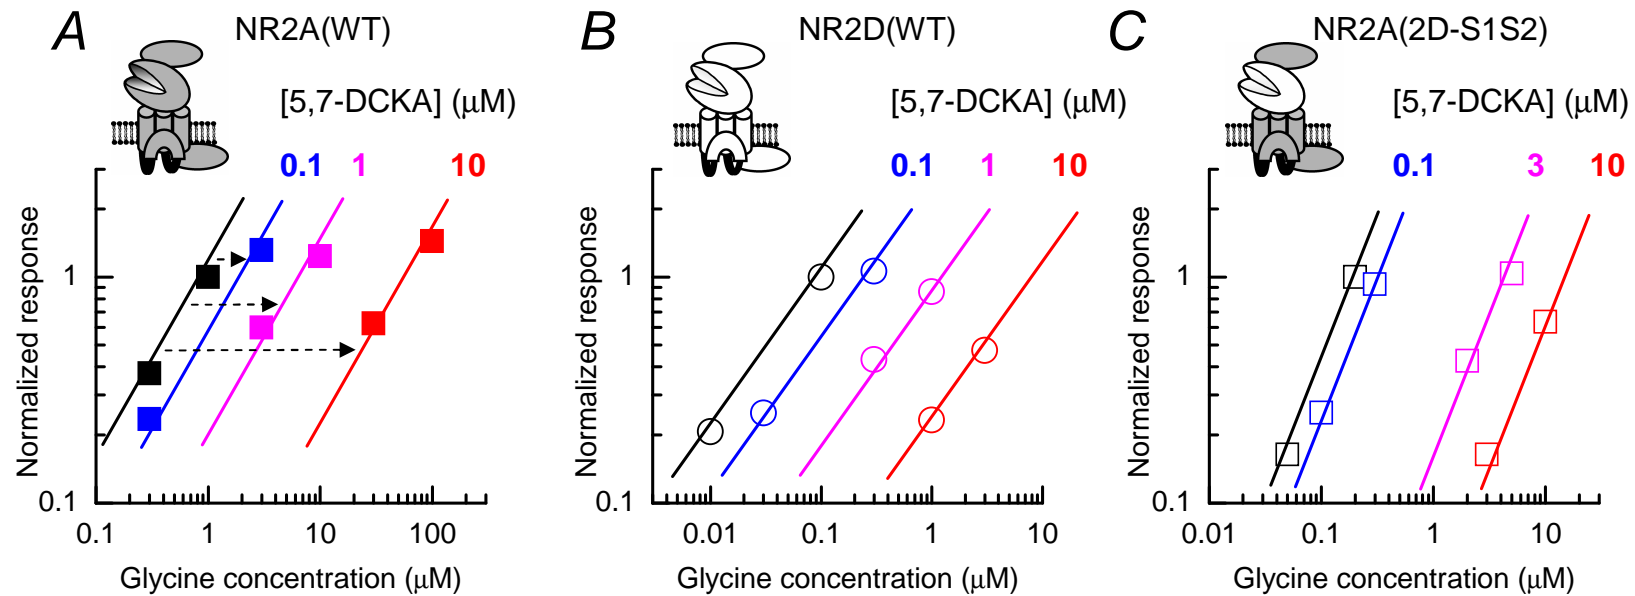 A NR2A(WT)
[5,7-DCKA] (μM)
0.1 1 10
Normalized response
1
0.1
0.1 1 10 100
Glycine concentration (μM)
B NR2D(WT)
[5,7-DCKA] (μM)
0.1 1 10
Normalized response
1
0.1
0.01 0.1 1 10
Glycine concentration (μM)
C NR2A(2D-S1S2)
[5,7-DCKA] (μM)
0.1 3 10
Normalized response
1
0.1
0.01 0.1 1 10
Glycine concentration (μM)